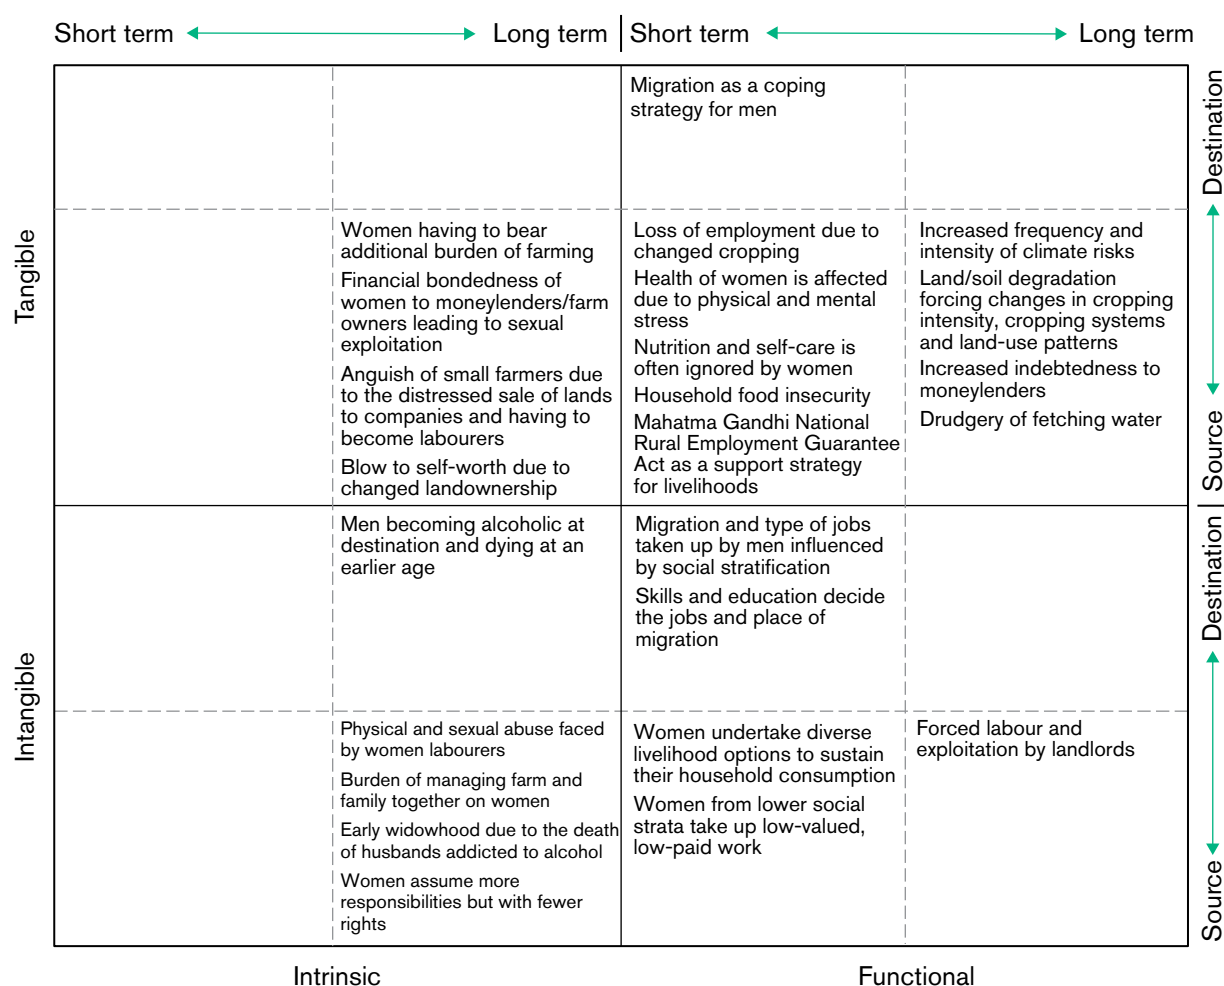 Short term
Long term
Short term
Long term
Tangible
Intangible
Destination
Source
Destination
Source
Migration as a coping
strategy for men
Women having to bear
additional burden of farming
Financial bondedness of
women to moneylenders/farm
owners leading to sexual
exploitation
Anguish of small farmers due
to the distressed sale of lands
to companies and having to
become labourers
Blow to self-worth due to
changed landownership
Loss of employment due to
changed cropping
Health of women is affected
due to physical and mental
stress
Nutrition and self-care is
often ignored by women
Household food insecurity
Mahatma Gandhi National
Rural Employment Guarantee
Act as a support strategy
for livelihoods
Increased frequency and
intensity of climate risks
Land/soil degradation
forcing changes in cropping
intensity, cropping systems
and land-use patterns
Increased indebtedness to
moneylenders
Drudgery of fetching water
Men becoming alcoholic at
destination and dying at an
earlier age
Migration and type of jobs
taken up by men influenced
by social stratification
Skills and education decide
the jobs and place of
migration
Physical and sexual abuse faced
by women labourers
Burden of managing farm and
family together on women
Early widowhood due to the death
of husbands addicted to alcohol
Women assume more
responsibilities but with fewer
rights
Women undertake diverse
livelihood options to sustain
their household consumption
Women from lower social
strata take up low-valued,
low-paid work
Forced labour and
exploitation by landlords
Intrinsic
Functional